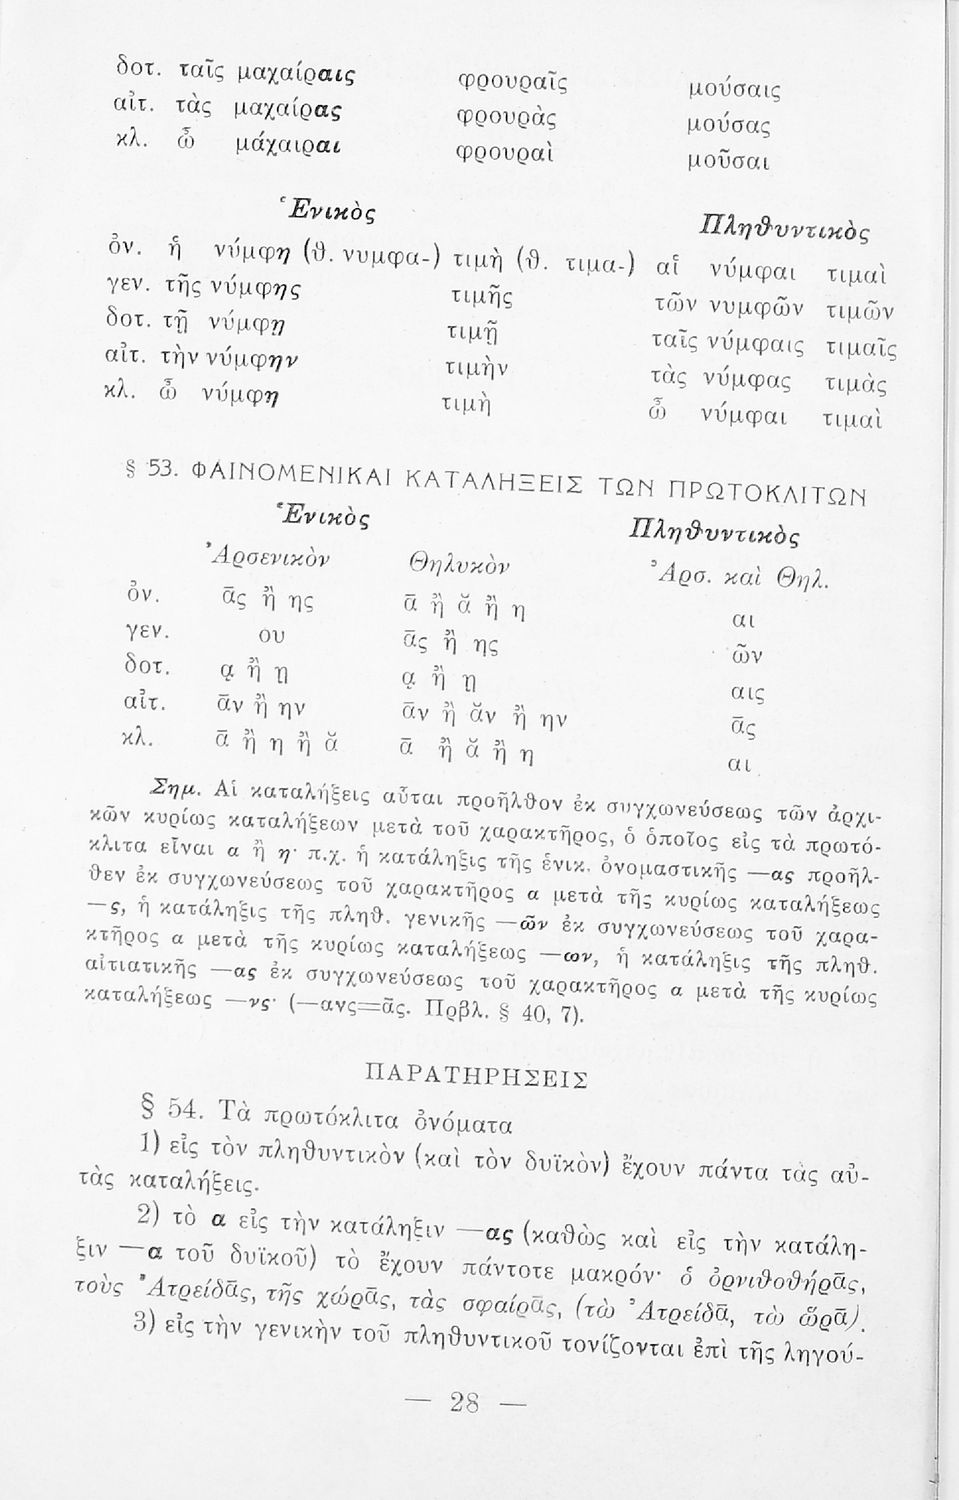 δοτ. ταῖς μαχαίραις φρουραῖς μούσαις
αἰτ. τὰς μαχαίρας φρουρὰς μούσας
κλ. ὦ μάχαιραι φρουραὶ μοῦσαι
Ἑνικὸς Πληθυντικὸς
ὀν. ἡ νύμφη (θ. νυμφα-) τιμὴ (θ. τιμα-) αἱ νύμφαι τιμαὶ
γεν. τῆς νύμφης τιμῆς τῶν νυμφῶν τιμῶν
δοτ. τῇ νύμφῃ τιμῇ ταῖς νύμφαις τιμαῖς
αἰτ. τὴν νύμφην τιμὴν τὰς νύμφας τιμὰς
κλ. ὦ νύμφη τιμὴ ὦ νύμφαι τιμαὶ
§ 53. ΦΑΙΝΟΜΕΝΙΚΑΙ ΚΑΤΑΛΗΞΕΙΣ ΤΩΝ ΠΡΩΤΟΚΛΙΤΩΝ
Ἑνικὸς Πληθυντικὸς
Ἀρσενικὸν Θηλυκὸν Ἀρσ. καὶ Θηλ.
ὀν. ᾱς ἢ ης ᾱ ἢ ᾰ ἢ η αι
γεν. ου ᾱς ἢ ης ῶν
δοτ. ᾳ ἢ ῃ ᾳ ἢ ῃ αις
αἰτ. ᾱν ἢ ην ᾱν ἢ ᾰν ἢ ην ᾱς
κλ. ᾱ ἢ η ἢ ᾰ ᾱ ἢ ᾰ ἢ η αι
Σημ. Αἱ καταλήξεις αὗται προῆλθον ἐκ συγχωνεύσεως τῶν ἀρχι-
κῶν κυρίως καταλήξεων μετὰ τοῦ χαρακτῆρος, ὁ ὁποῖος εἰς τὰ πρωτό-
κλιτα εἶναι α ἢ η· π.χ. ἡ κατάληξις τῆς ἑνικ. ὀνομαστικῆς —ας προῆλ-
θεν ἐκ συγχωνεύσεως τοῦ χαρακτῆρος α μετὰ τῆς κυρίως καταλήξεως
—ς, ἡ κατάληξις τῆς πληθ. γενικῆς —ῶν ἐκ συγχωνεύσεως τοῦ χαρα-
κτῆρος α μετὰ τῆς κυρίως καταλήξεως —ων, ἡ κατάληξις τῆς πληθ.
αἰτιατικῆς —ας ἐκ συγχωνεύσεως τοῦ χαρακτῆρος α μετὰ τῆς κυρίως
καταλήξεως —νς· (—ανς=ᾱς. Πρβλ. § 40, 7).
ΠΑΡΑΤΗΡΗΣΕΙΣ
§ 54. Τὰ πρωτόκλιτα ὀνόματα
1) εἰς τὸν πληθυντικὸν (καὶ τὸν δυϊκὸν) ἔχουν πάντα τὰς αὐ-
τὰς καταλήξεις.
2) τὸ α εἰς τὴν κατάληξιν —ας (καθὼς καὶ εἰς τὴν κατάλη-
ξιν —α τοῦ δυϊκοῦ) τὸ ἔχουν πάντοτε μακρόν· ὁ ὀρνιθοθήρᾱς,
τοὺς Ἀτρείδᾱς, τῆς χώρᾱς, τὰς σφαίρᾱς, (τὼ Ἀτρείδᾱ, τὼ ὥρᾱ).
3) εἰς τὴν γενικὴν τοῦ πληθυντικοῦ τονίζονται ἐπὶ τῆς ληγού-
— 28 —